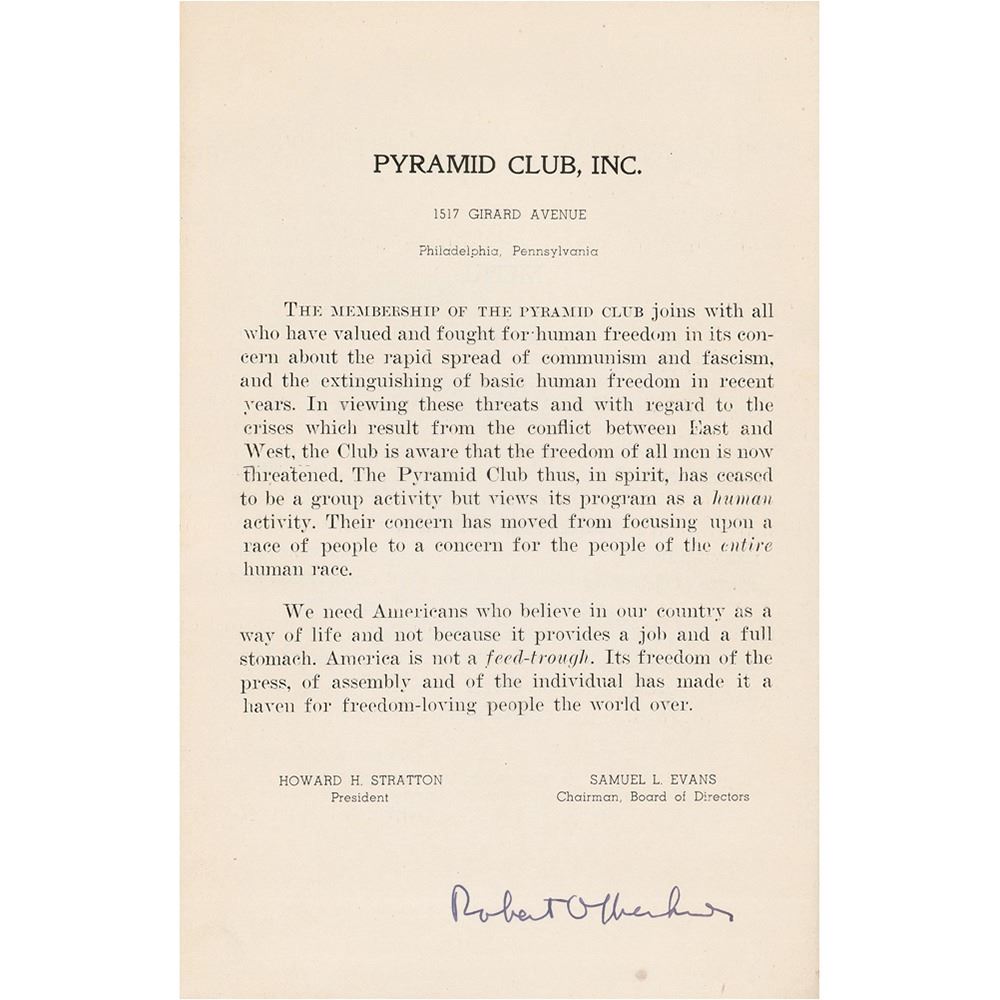 PYRAMID CLUB, INC.
1517 GIRARD AVENUE
Philadelphia, Pennsylvania
THE MEMBERSHIP OF THE PYRAMID CLUB joins with all
who have valued and fought for human freedom in its con-
cern about the rapid spread of communism and fascism,
and the extinguishing of basic human freedom in recent
years. In viewing these threats and with regard to the
crises which result from the conflict between East and
West, the Club is aware that the freedom of all men is now
threatened. The Pyramid Club thus, in spirit, has ceased
to be a group activity but views its program as a human
activity. Their concern has moved from focusing upon a
race of people to a concern for the people of the entire
human race.
We need Americans who believe in our country as a
way of life and not because it provides a job and a full
stomach. America is not a feed-trough. Its freedom of the
press, of assembly and of the individual has made it a
haven for freedom-loving people the world over.
HOWARD H. STRATTON
President
SAMUEL L. EVANS
Chairman, Board of Directors
Robert Oppenheimer